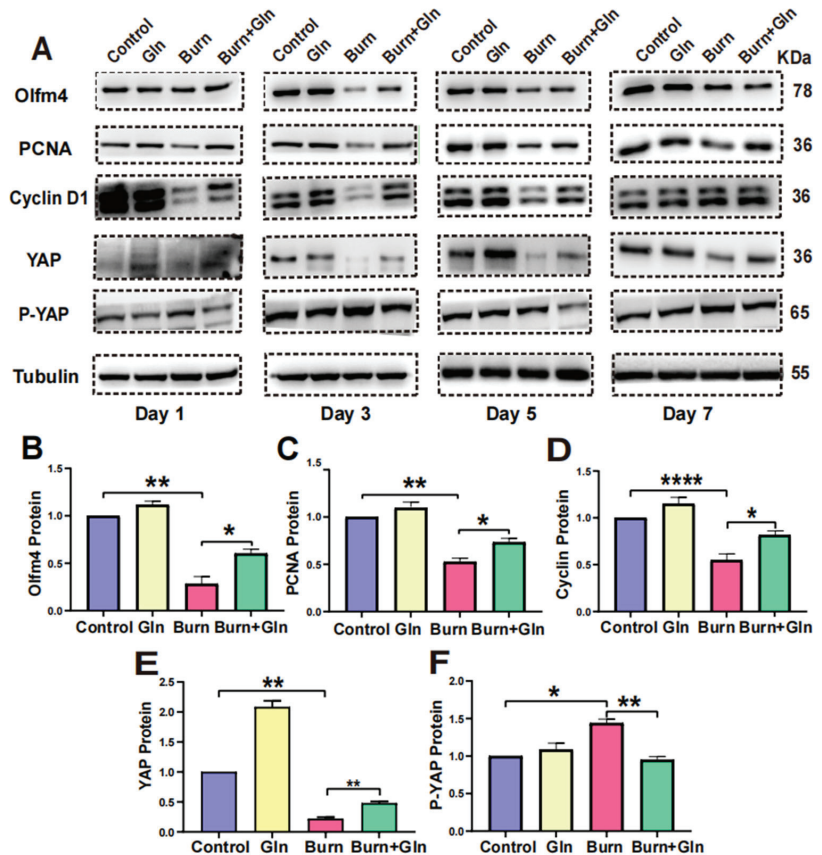 A
Control Gln Burn Burn+Gln Control Gln Burn Burn+Gln Control Gln Burn Burn+Gln Control Gln Burn Burn+Gln
KDa
Olfm4 78
PCNA 36
Cyclin D1 36
YAP 36
P-YAP 65
Tubulin 55
Day 1 Day 3 Day 5 Day 7
B
Olfm4 Protein
1.5
1.0
0.5
0.0
**
*
Control Gln Burn Burn+Gln
C
PCNA Protein
1.5
1.0
0.5
0.0
**
*
Control Gln Burn Burn+Gln
D
Cyclin Protein
1.5
1.0
0.5
0.0
****
*
Control Gln Burn Burn+Gln
E
YAP Protein
2.5
2.0
1.5
1.0
0.5
0.0
**
**
Control Gln Burn Burn+Gln
F
P-YAP Protein
2.0
1.5
1.0
0.5
0.0
*
**
Control Gln Burn Burn+Gln